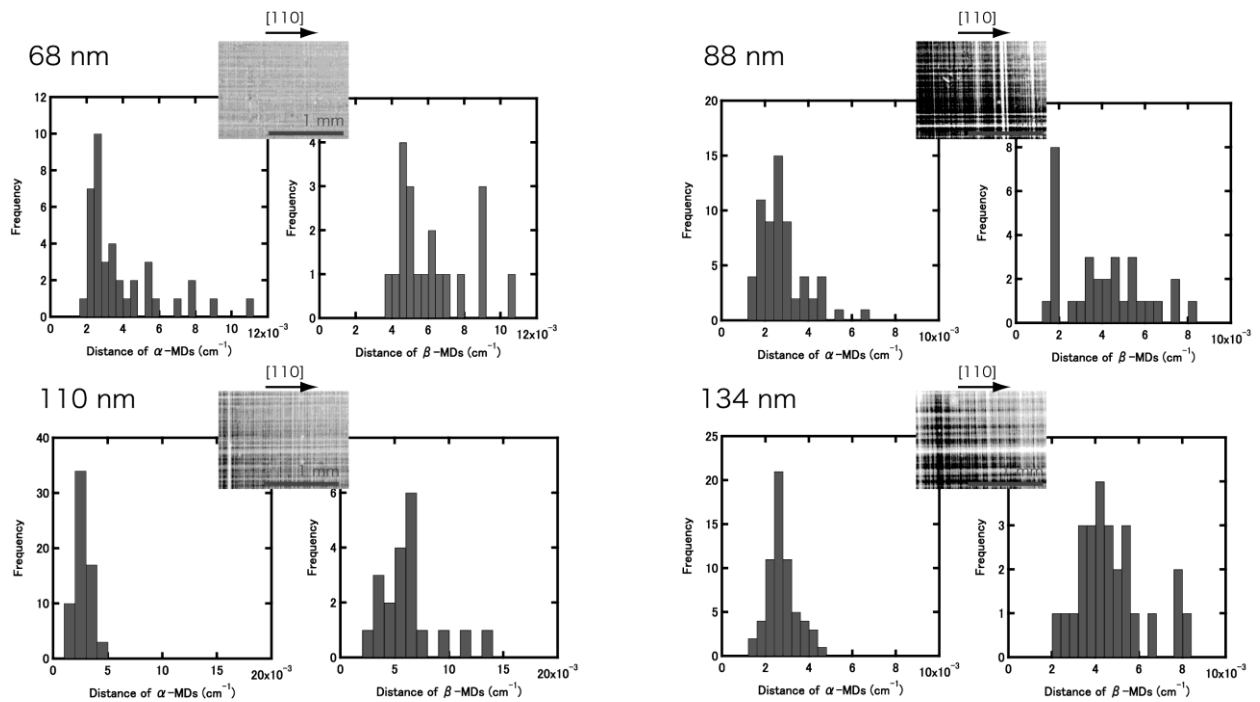 [110]
68 nm
1 mm
12
10
8
6
4
2
0
Frequency
0 2 4 6 8 10 12x10⁻³
Distance of α-MDs (cm⁻¹)
4
3
2
1
0
Frequency
0 2 4 6 8 10 12x10⁻³
Distance of β-MDs (cm⁻¹)
[110]
88 nm
20
15
10
5
0
Frequency
0 2 4 6 8 10x10⁻³
Distance of α-MDs (cm⁻¹)
8
6
4
2
0
Frequency
0 2 4 6 8 10x10⁻³
Distance of β-MDs (cm⁻¹)
[110]
110 nm
1 mm
40
30
20
10
0
Frequency
0 5 10 15 20x10⁻³
Distance of α-MDs (cm⁻¹)
6
4
2
0
Frequency
0 5 10 15 20x10⁻³
Distance of β-MDs (cm⁻¹)
[110]
134 nm
mm
25
20
15
10
5
0
Frequency
0 2 4 6 8 10x10⁻³
Distance of α-MDs (cm⁻¹)
3
2
1
0
Frequency
0 2 4 6 8 10x10⁻³
Distance of β-MDs (cm⁻¹)